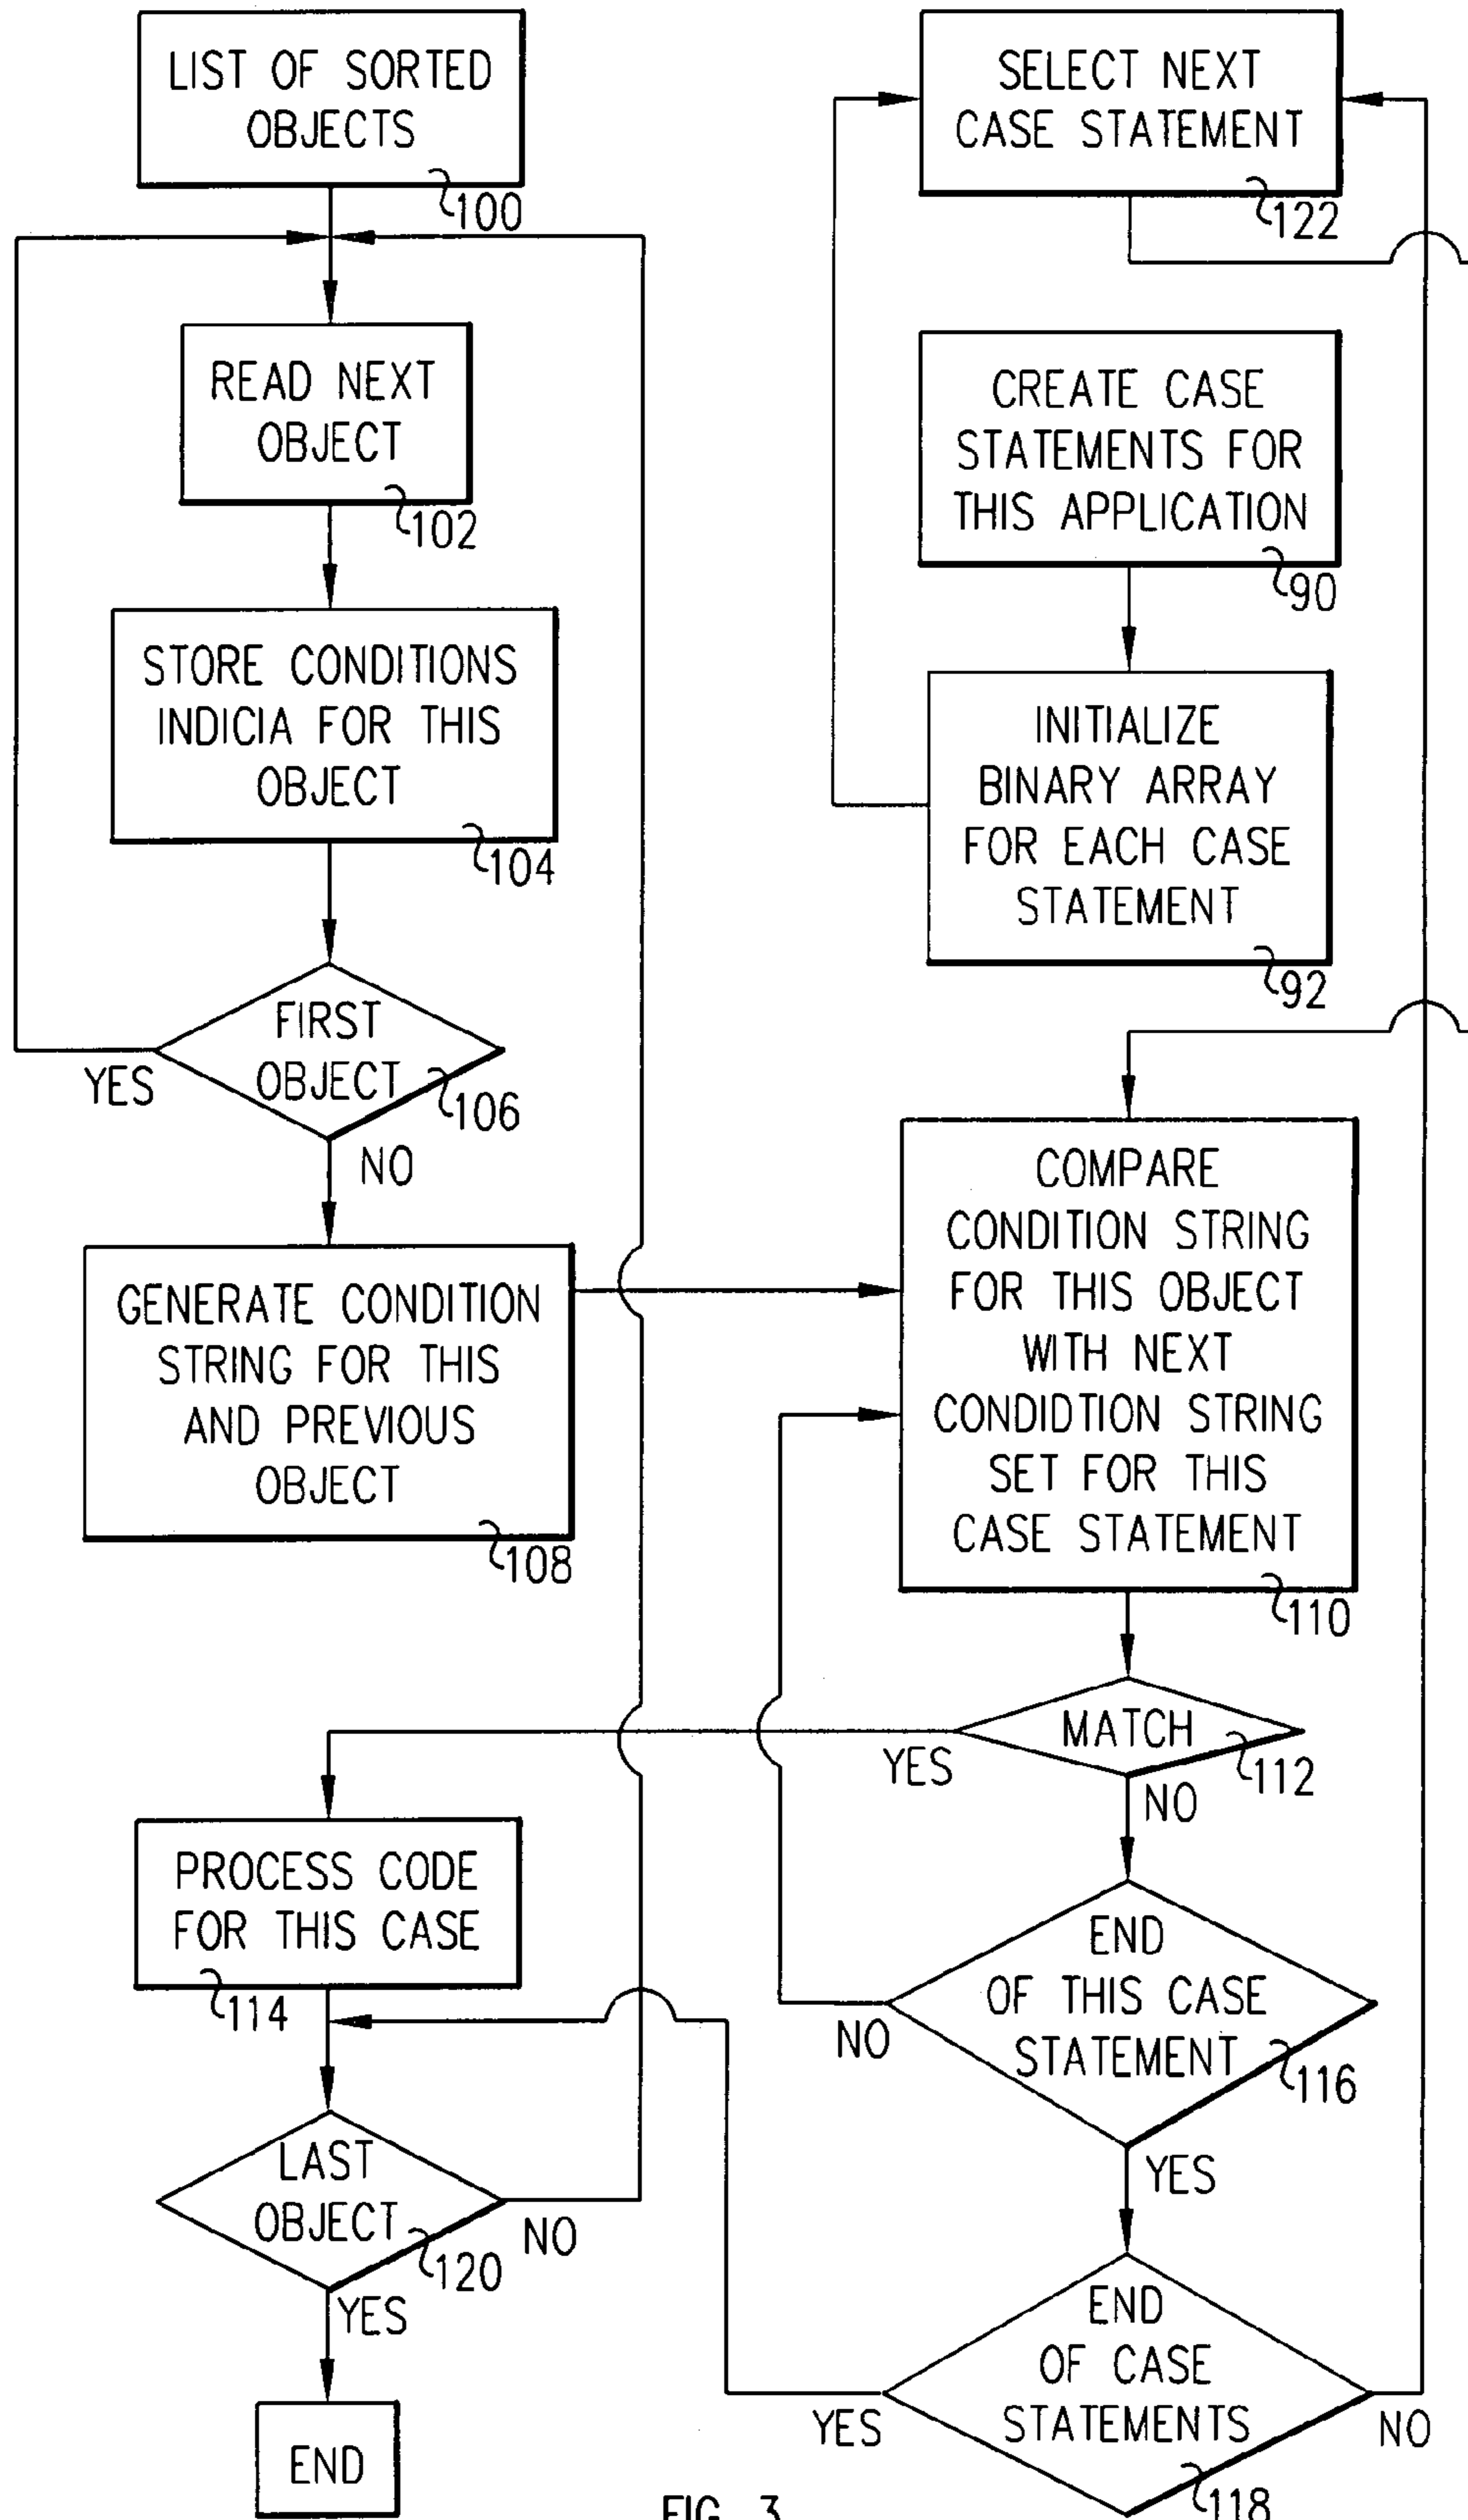 LIST OF SORTED
OBJECTS
100
READ NEXT
OBJECT
102
STORE CONDITIONS
INDICIA FOR THIS
OBJECT
104
FIRST
OBJECT
106
YES
NO
GENERATE CONDITION
STRING FOR THIS
AND PREVIOUS
OBJECT
108
PROCESS CODE
FOR THIS CASE
114
LAST
OBJECT
120
NO
YES
END
SELECT NEXT
CASE STATEMENT
122
CREATE CASE
STATEMENTS FOR
THIS APPLICATION
90
INITIALIZE
BINARY ARRAY
FOR EACH CASE
STATEMENT
92
COMPARE
CONDITION STRING
FOR THIS OBJECT
WITH NEXT
CONDIDTION STRING
SET FOR THIS
CASE STATEMENT
110
MATCH
112
YES
NO
END
OF THIS CASE
STATEMENT
116
NO
YES
END
OF CASE
STATEMENTS
118
YES
NO
FIG. 3